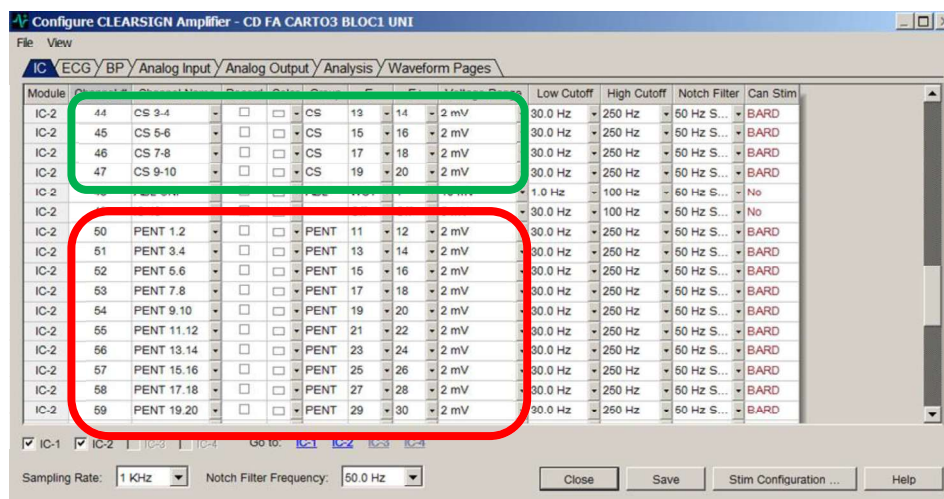 Configure CLEARSIGN Amplifier - CD FA CARTO3 BLOC1 UNI
File View
IC ECG BP Analog Input Analog Output Analysis Waveform Pages
Module Low Cutoff High Cutoff Notch Filter Can Stim
IC-2 44 CS 3-4 CS 13 14 2 mV 30.0 Hz 250 Hz 50 Hz S... BARD
IC-2 45 CS 5-6 CS 15 16 2 mV 30.0 Hz 250 Hz 50 Hz S... BARD
IC-2 46 CS 7-8 CS 17 18 2 mV 30.0 Hz 250 Hz 50 Hz S... BARD
IC-2 47 CS 9-10 CS 19 20 2 mV 30.0 Hz 250 Hz 50 Hz S... BARD
IC-2 1.0 Hz 100 Hz 50 Hz S... No
IC-2 30.0 Hz 100 Hz 50 Hz S... No
IC-2 50 PENT 1.2 PENT 11 12 2 mV 30.0 Hz 250 Hz 50 Hz S... BARD
IC-2 51 PENT 3.4 PENT 13 14 2 mV 30.0 Hz 250 Hz 50 Hz S... BARD
IC-2 52 PENT 5.6 PENT 15 16 2 mV 30.0 Hz 250 Hz 50 Hz S... BARD
IC-2 53 PENT 7.8 PENT 17 18 2 mV 30.0 Hz 250 Hz 50 Hz S... BARD
IC-2 54 PENT 9.10 PENT 19 20 2 mV 30.0 Hz 250 Hz 50 Hz S... BARD
IC-2 55 PENT 11.12 PENT 21 22 2 mV 30.0 Hz 250 Hz 50 Hz S... BARD
IC-2 56 PENT 13.14 PENT 23 24 2 mV 30.0 Hz 250 Hz 50 Hz S... BARD
IC-2 57 PENT 15.16 PENT 25 26 2 mV 30.0 Hz 250 Hz 50 Hz S... BARD
IC-2 58 PENT 17.18 PENT 27 28 2 mV 30.0 Hz 250 Hz 50 Hz S... BARD
IC-2 59 PENT 19.20 PENT 29 30 2 mV 30.0 Hz 250 Hz 50 Hz S... BARD
IC-1 IC-2 IC-3 IC-4 Go to: IC-1 IC-2 IC-3 IC-4
Sampling Rate: 1 KHz Notch Filter Frequency: 50.0 Hz Close Save Stim Configuration ... Help